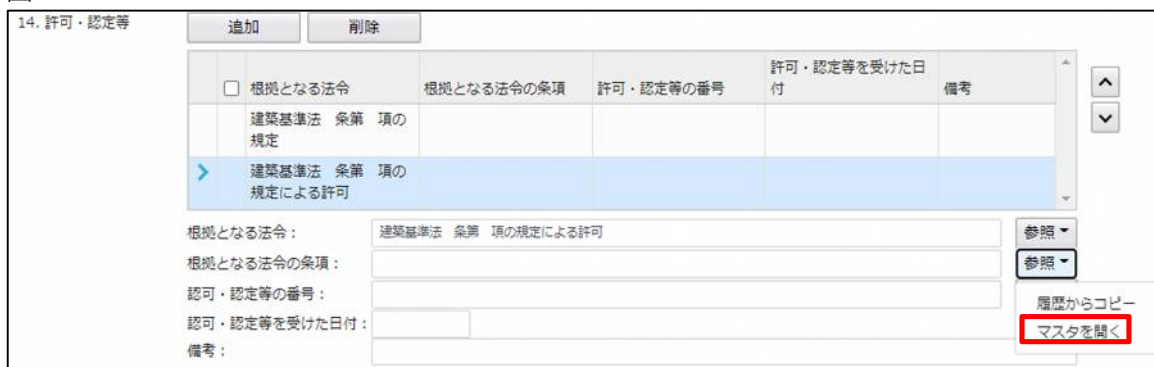 14. 許可・認定等
追加
削除
根拠となる法令
根拠となる法令の条項
許可・認定等の番号
許可・認定等を受けた日
付
備考
建築基準法　条第　項の
規定
建築基準法　条第　項の
規定による許可
根拠となる法令：
建築基準法　条第　項の規定による許可
参照
根拠となる法令の条項：
参照
認可・認定等の番号：
履歴からコピー
認可・認定等を受けた日付：
マスタを開く
備考：